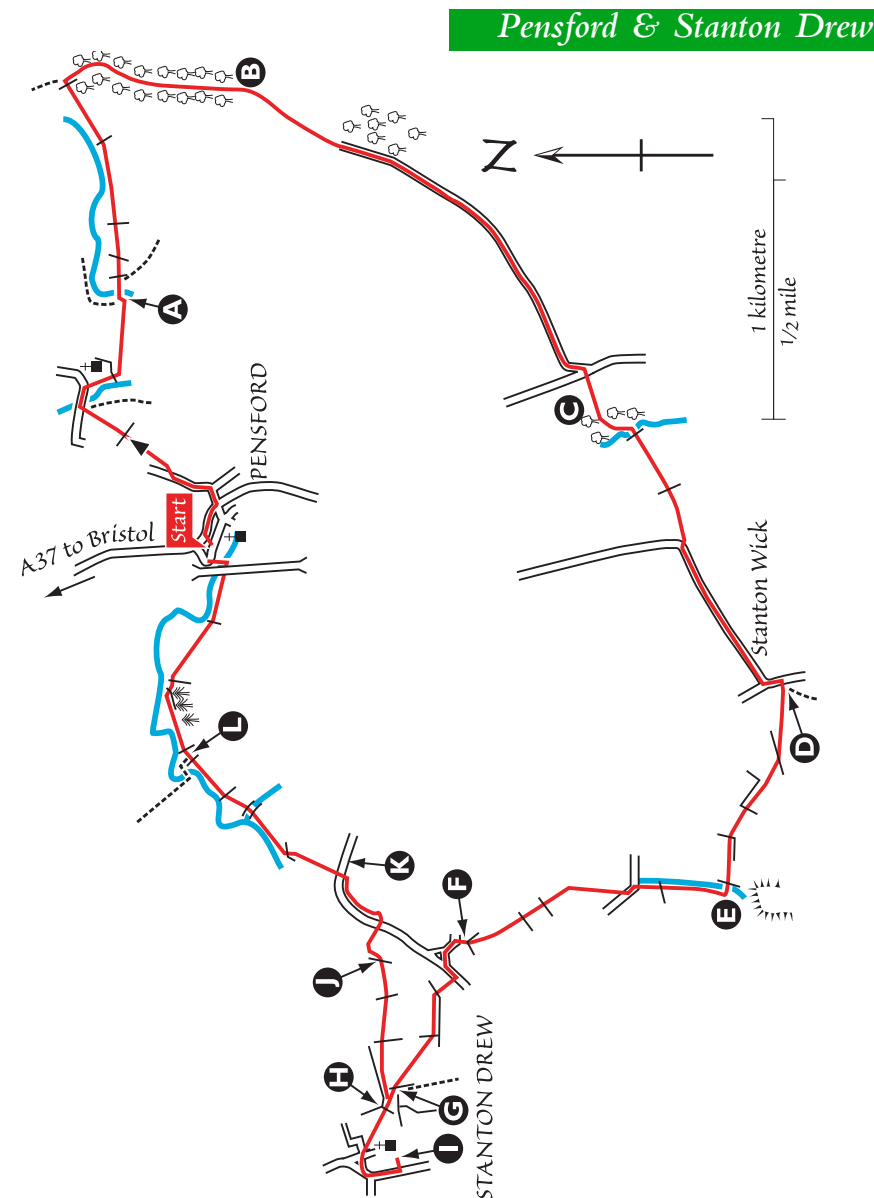 Pensford & Stanton Drew
B
N
A
1 kilometre
1/2 mile
C
PENSFORD
Start
A37 to Bristol
Stanton Wick
L
D
K
F
E
J
H
G
I
STANTON DREW